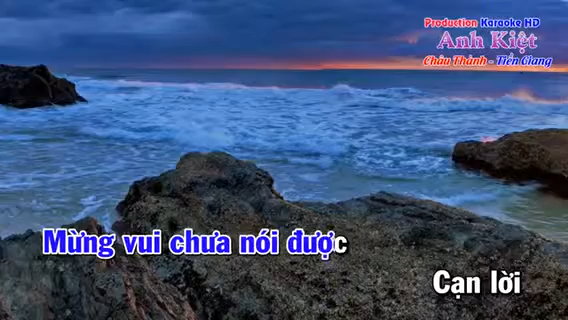 Production Karaoke HD
Anh Kiệt
Châu Thành - Tiền Giang
Mừng vui chưa nói được
Cạn lời